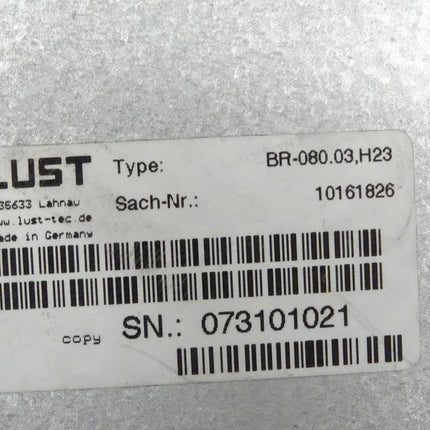 LUST
Type: BR-080.03,H23
35633 Lahnau
Sach-Nr.: 10161826
www.lust-tec.de
Made in Germany
copy SN.: 073101021